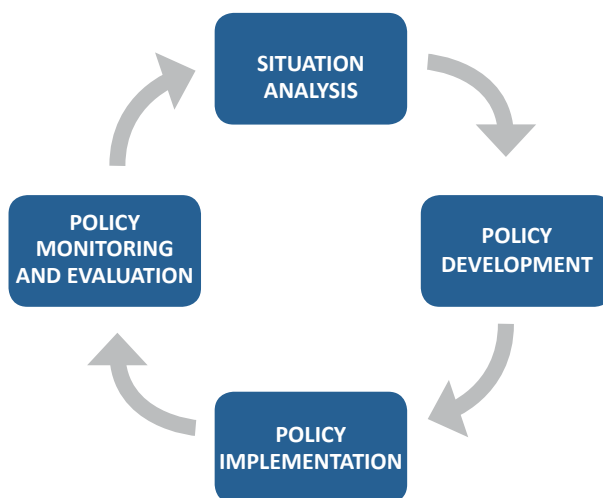 SITUATION
ANALYSIS
POLICY
DEVELOPMENT
POLICY
IMPLEMENTATION
POLICY
MONITORING
AND EVALUATION